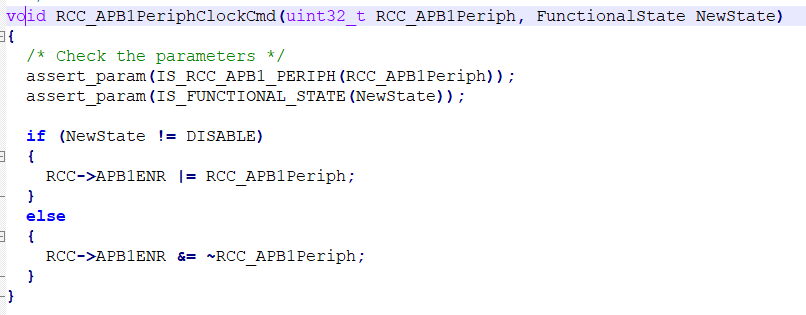 void RCC_APB1PeriphClockCmd(uint32_t RCC_APB1Periph, FunctionalState NewState)
{
/* Check the parameters */
assert_param(IS_RCC_APB1_PERIPH(RCC_APB1Periph));
assert_param(IS_FUNCTIONAL_STATE(NewState));
if (NewState != DISABLE)
{
RCC->APB1ENR |= RCC_APB1Periph;
}
else
{
RCC->APB1ENR &= ~RCC_APB1Periph;
}
}